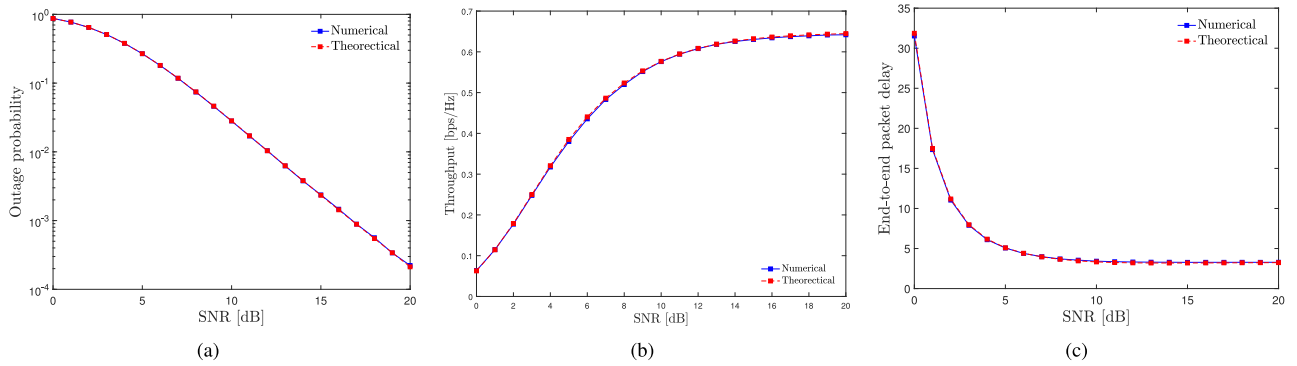 10^0
10^-1
10^-2
10^-3
10^-4
Outage probability
0
5
10
15
20
SNR [dB]
Numerical
Theorectical
(a)
0.7
0.6
0.5
0.4
0.3
0.2
0.1
0
Throughput [bps/Hz]
0
2
4
6
8
10
12
14
16
18
20
SNR [dB]
Numerical
Theorectical
(b)
35
30
25
20
15
10
5
0
End-to-end packet delay
0
5
10
15
20
SNR [dB]
Numerical
Theorectical
(c)